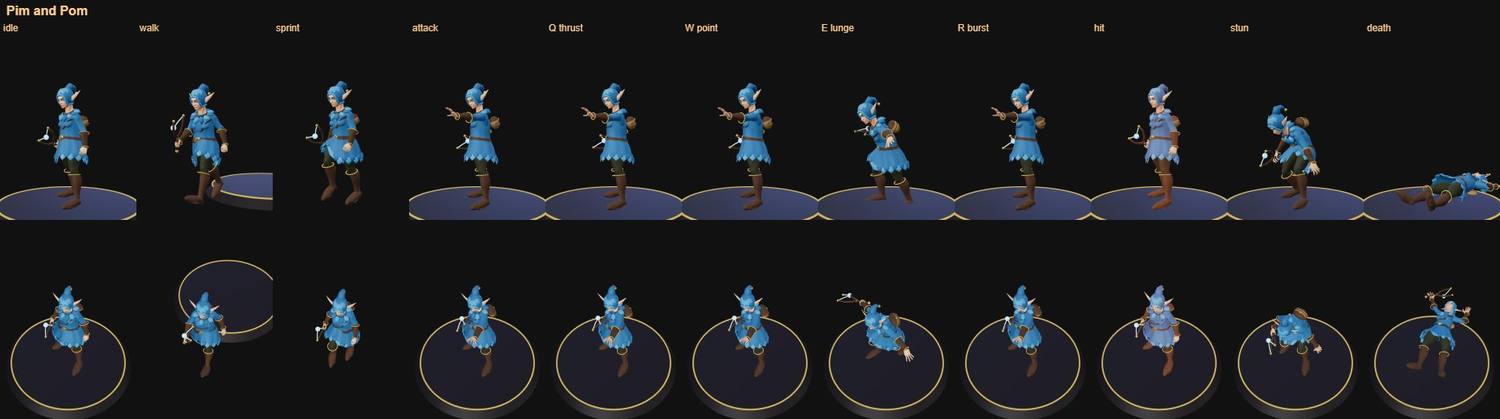 Pim and Pom
idle walk sprint attack Q thrust W point E lunge R burst hit stun death